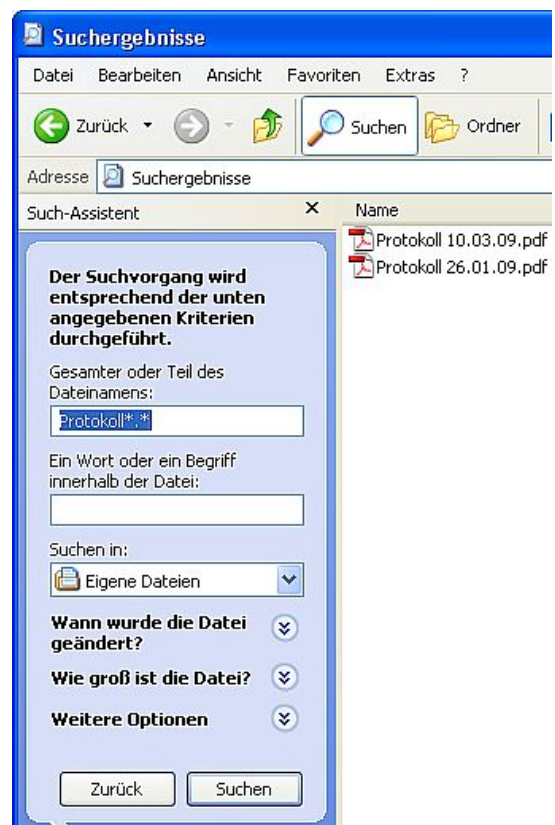 Suchergebnisse
Datei Bearbeiten Ansicht Favoriten Extras ?
Zurück Suchen Ordner
Adresse Suchergebnisse
Such-Assistent
Der Suchvorgang wird
entsprechend der unten
angegebenen Kriterien
durchgeführt.
Gesamter oder Teil des
Dateinamens:
Protokoll*.*
Ein Wort oder ein Begriff
innerhalb der Datei:
Suchen in:
Eigene Dateien
Wann wurde die Datei
geändert?
Wie groß ist die Datei?
Weitere Optionen
Zurück Suchen
Name
Protokoll 10.03.09.pdf
Protokoll 26.01.09.pdf